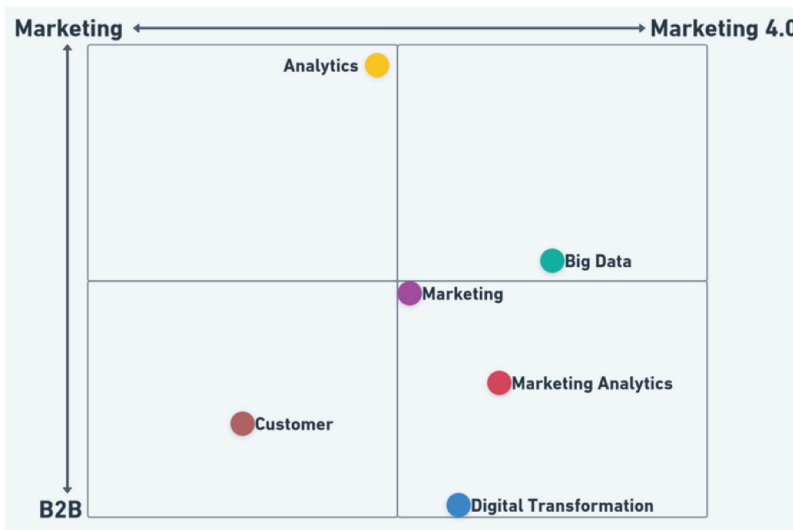 Marketing
Marketing 4.0
Analytics
Big Data
Marketing
Marketing Analytics
Customer
Digital Transformation
B2B